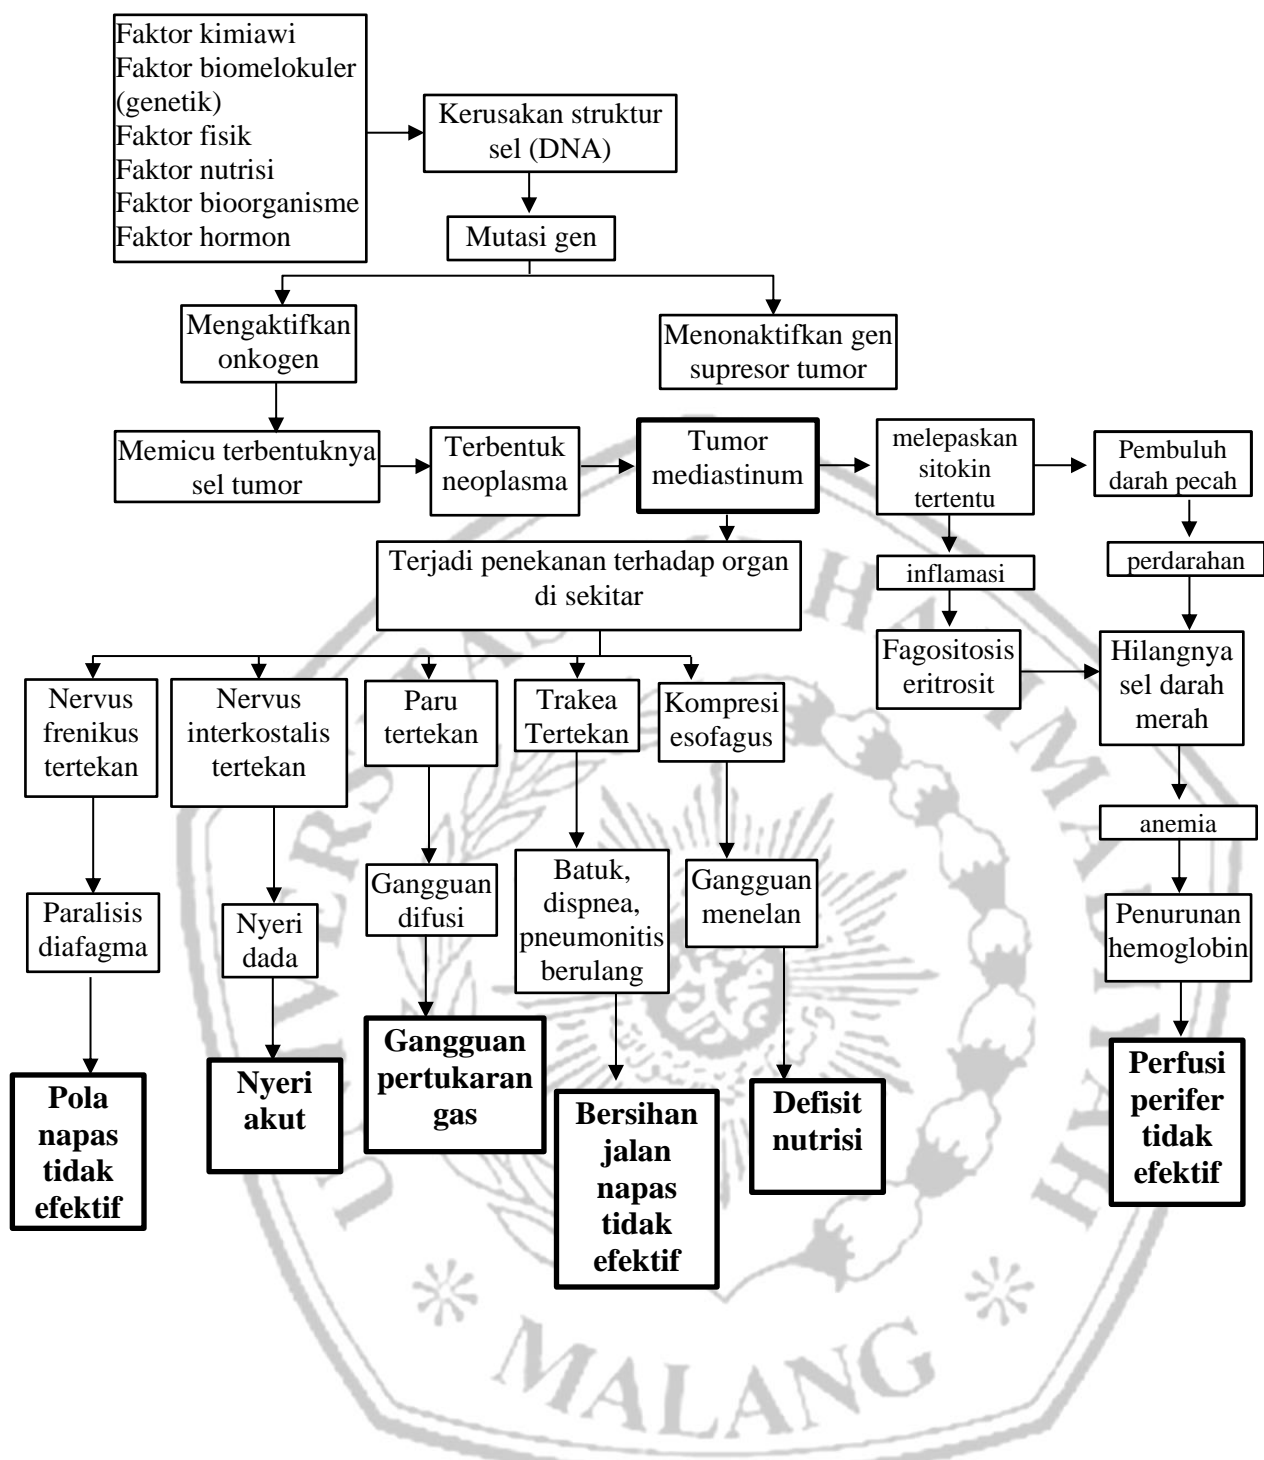 Faktor kimiawi
Faktor biomelokuler
(genetik)
Faktor fisik
Faktor nutrisi
Faktor bioorganisme
Faktor hormon
Kerusakan struktur
sel (DNA)
Mutasi gen
Mengaktifkan
onkogen
Menonaktifkan gen
supresor tumor
Memicu terbentuknya
sel tumor
Terbentuk
neoplasma
Tumor
mediastinum
melepaskan
sitokin
tertentu
Pembuluh
darah pecah
Terjadi penekanan terhadap organ
di sekitar
inflamasi
perdarahan
Fagositosis
eritrosit
Hilangnya
sel darah
merah
Nervus
frenikus
tertekan
Nervus
interkostalis
tertekan
Paru
tertekan
Trakea
Tertekan
Kompresi
esofagus
anemia
Paralisis
diafagma
Nyeri
dada
Gangguan
difusi
Batuk,
dispnea,
pneumonitis
berulang
Gangguan
menelan
Penurunan
hemoglobin
Pola
napas
tidak
efektif
Nyeri
akut
Gangguan
pertukaran
gas
Bersihan
jalan
napas
tidak
efektif
Defisit
nutrisi
Perfusi
perifer
tidak
efektif
MALANG